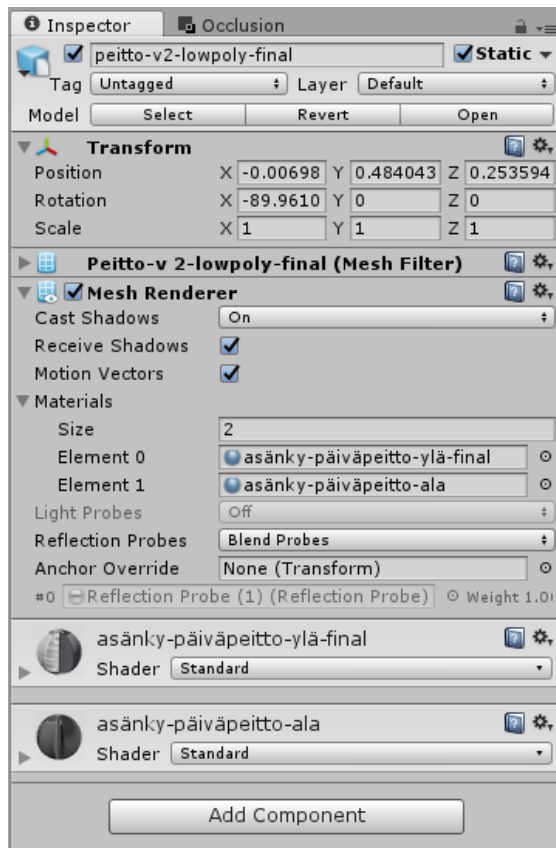 Inspector Occlusion
peitto-v2-lowpoly-final Static
Tag Untagged Layer Default
Model Select Revert Open
Transform
Position X -0.00698 Y 0.484043 Z 0.253594
Rotation X -89.9610 Y 0 Z 0
Scale X 1 Y 1 Z 1
Peitto-v 2-lowpoly-final (Mesh Filter)
Mesh Renderer
Cast Shadows On
Receive Shadows
Motion Vectors
Materials
Size 2
Element 0 asänky-päiväpeitto-ylä-final
Element 1 asänky-päiväpeitto-ala
Light Probes Off
Reflection Probes Blend Probes
Anchor Override None (Transform)
#0 Reflection Probe (1) (Reflection Probe) Weight 1.0
asänky-päiväpeitto-ylä-final
Shader Standard
asänky-päiväpeitto-ala
Shader Standard
Add Component